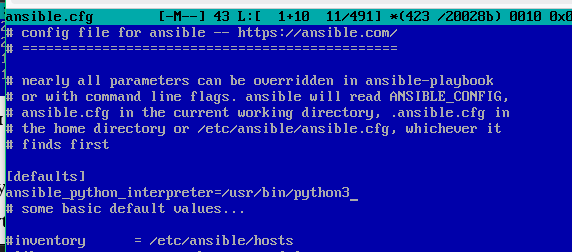 ansible.cfg [-M--] 43 L:[ 1+10 11/491] *(423 /20028b) 0010 0x0
# config file for ansible -- https://ansible.com/
# ===============================================
# nearly all parameters can be overridden in ansible-playbook
# or with command line flags. ansible will read ANSIBLE_CONFIG,
# ansible.cfg in the current working directory, .ansible.cfg in
# the home directory or /etc/ansible/ansible.cfg, whichever it
# finds first
[defaults]
ansible_python_interpreter=/usr/bin/python3
# some basic default values...
#inventory = /etc/ansible/hosts